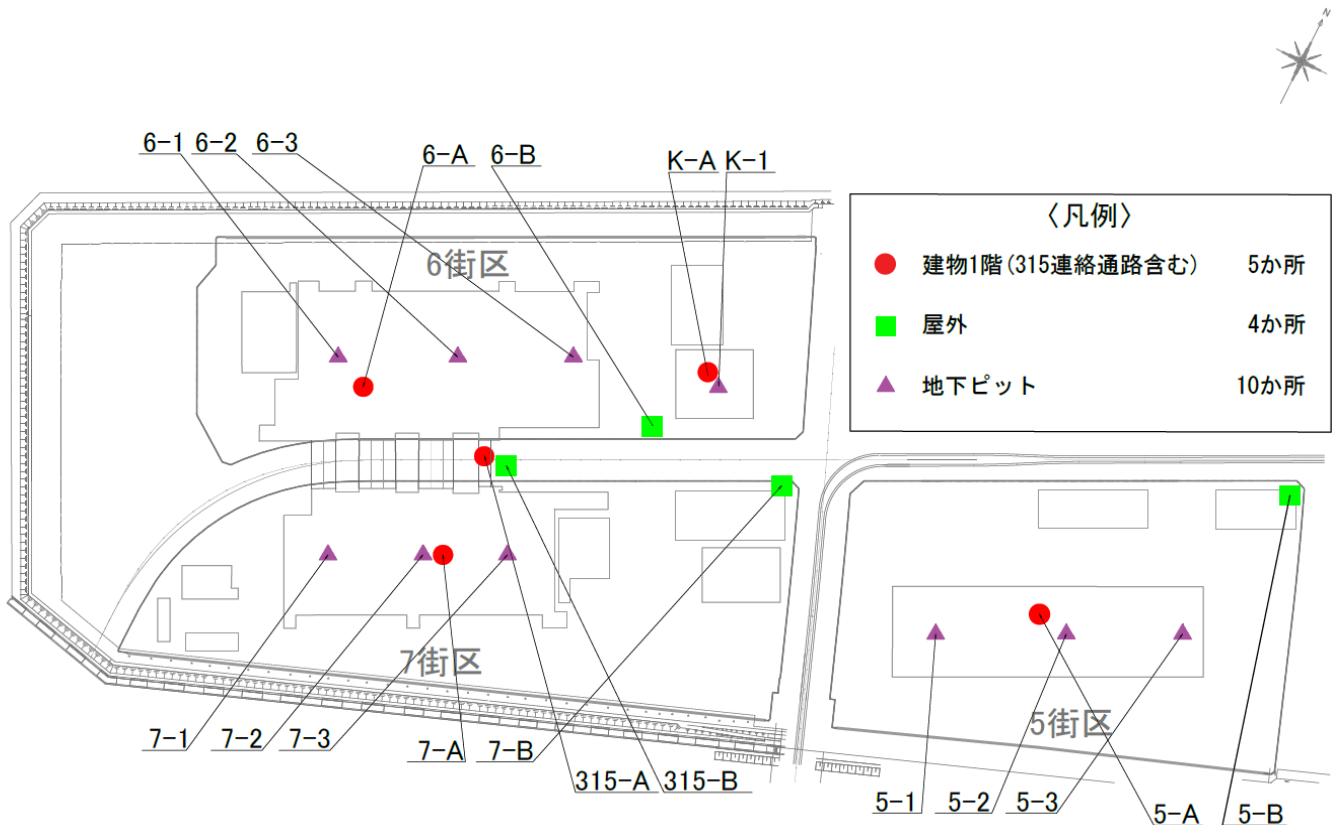 N
6-1 6-2 6-3 6-A 6-B K-A K-1
〈凡例〉
建物1階(315連絡通路含む) 5か所
屋外 4か所
地下ピット 10か所
6街区
7街区
5街区
7-1 7-2 7-3 7-A 7-B
315-A 315-B
5-1 5-2 5-3 5-A 5-B